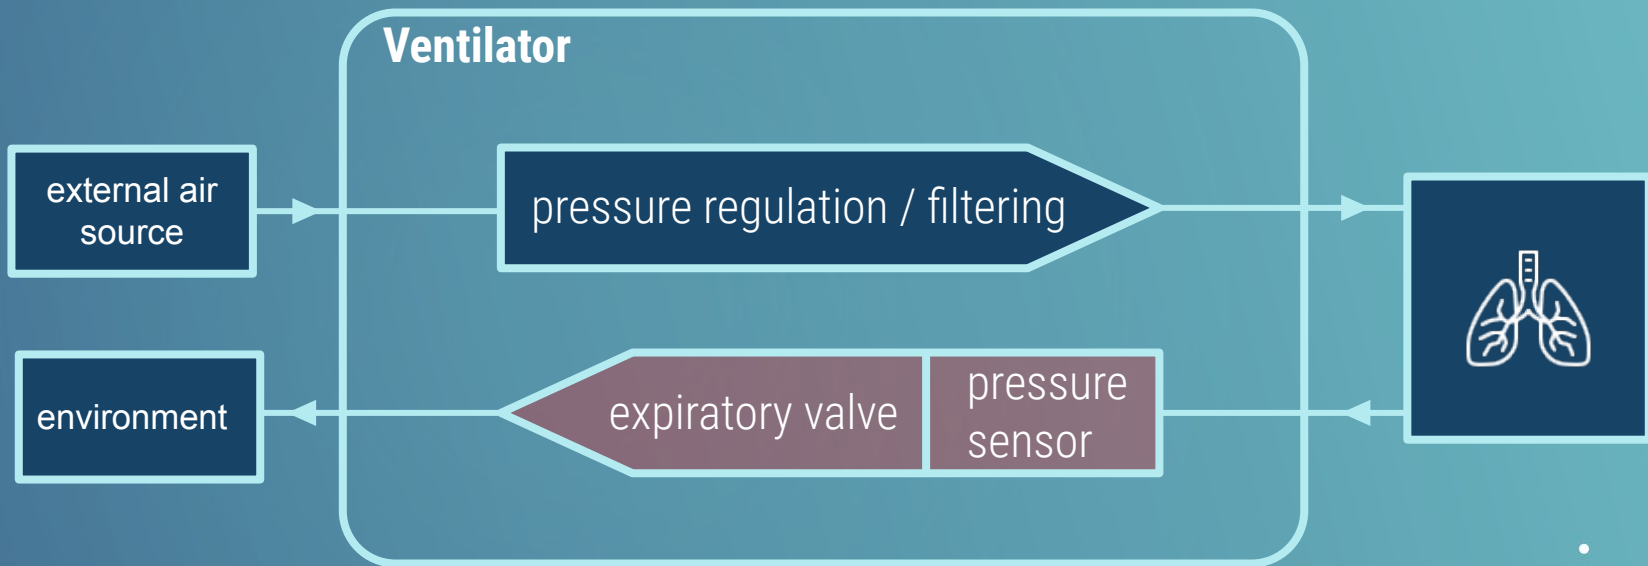 Ventilator
external air
source
pressure regulation / filtering
environment
expiratory valve
pressure
sensor